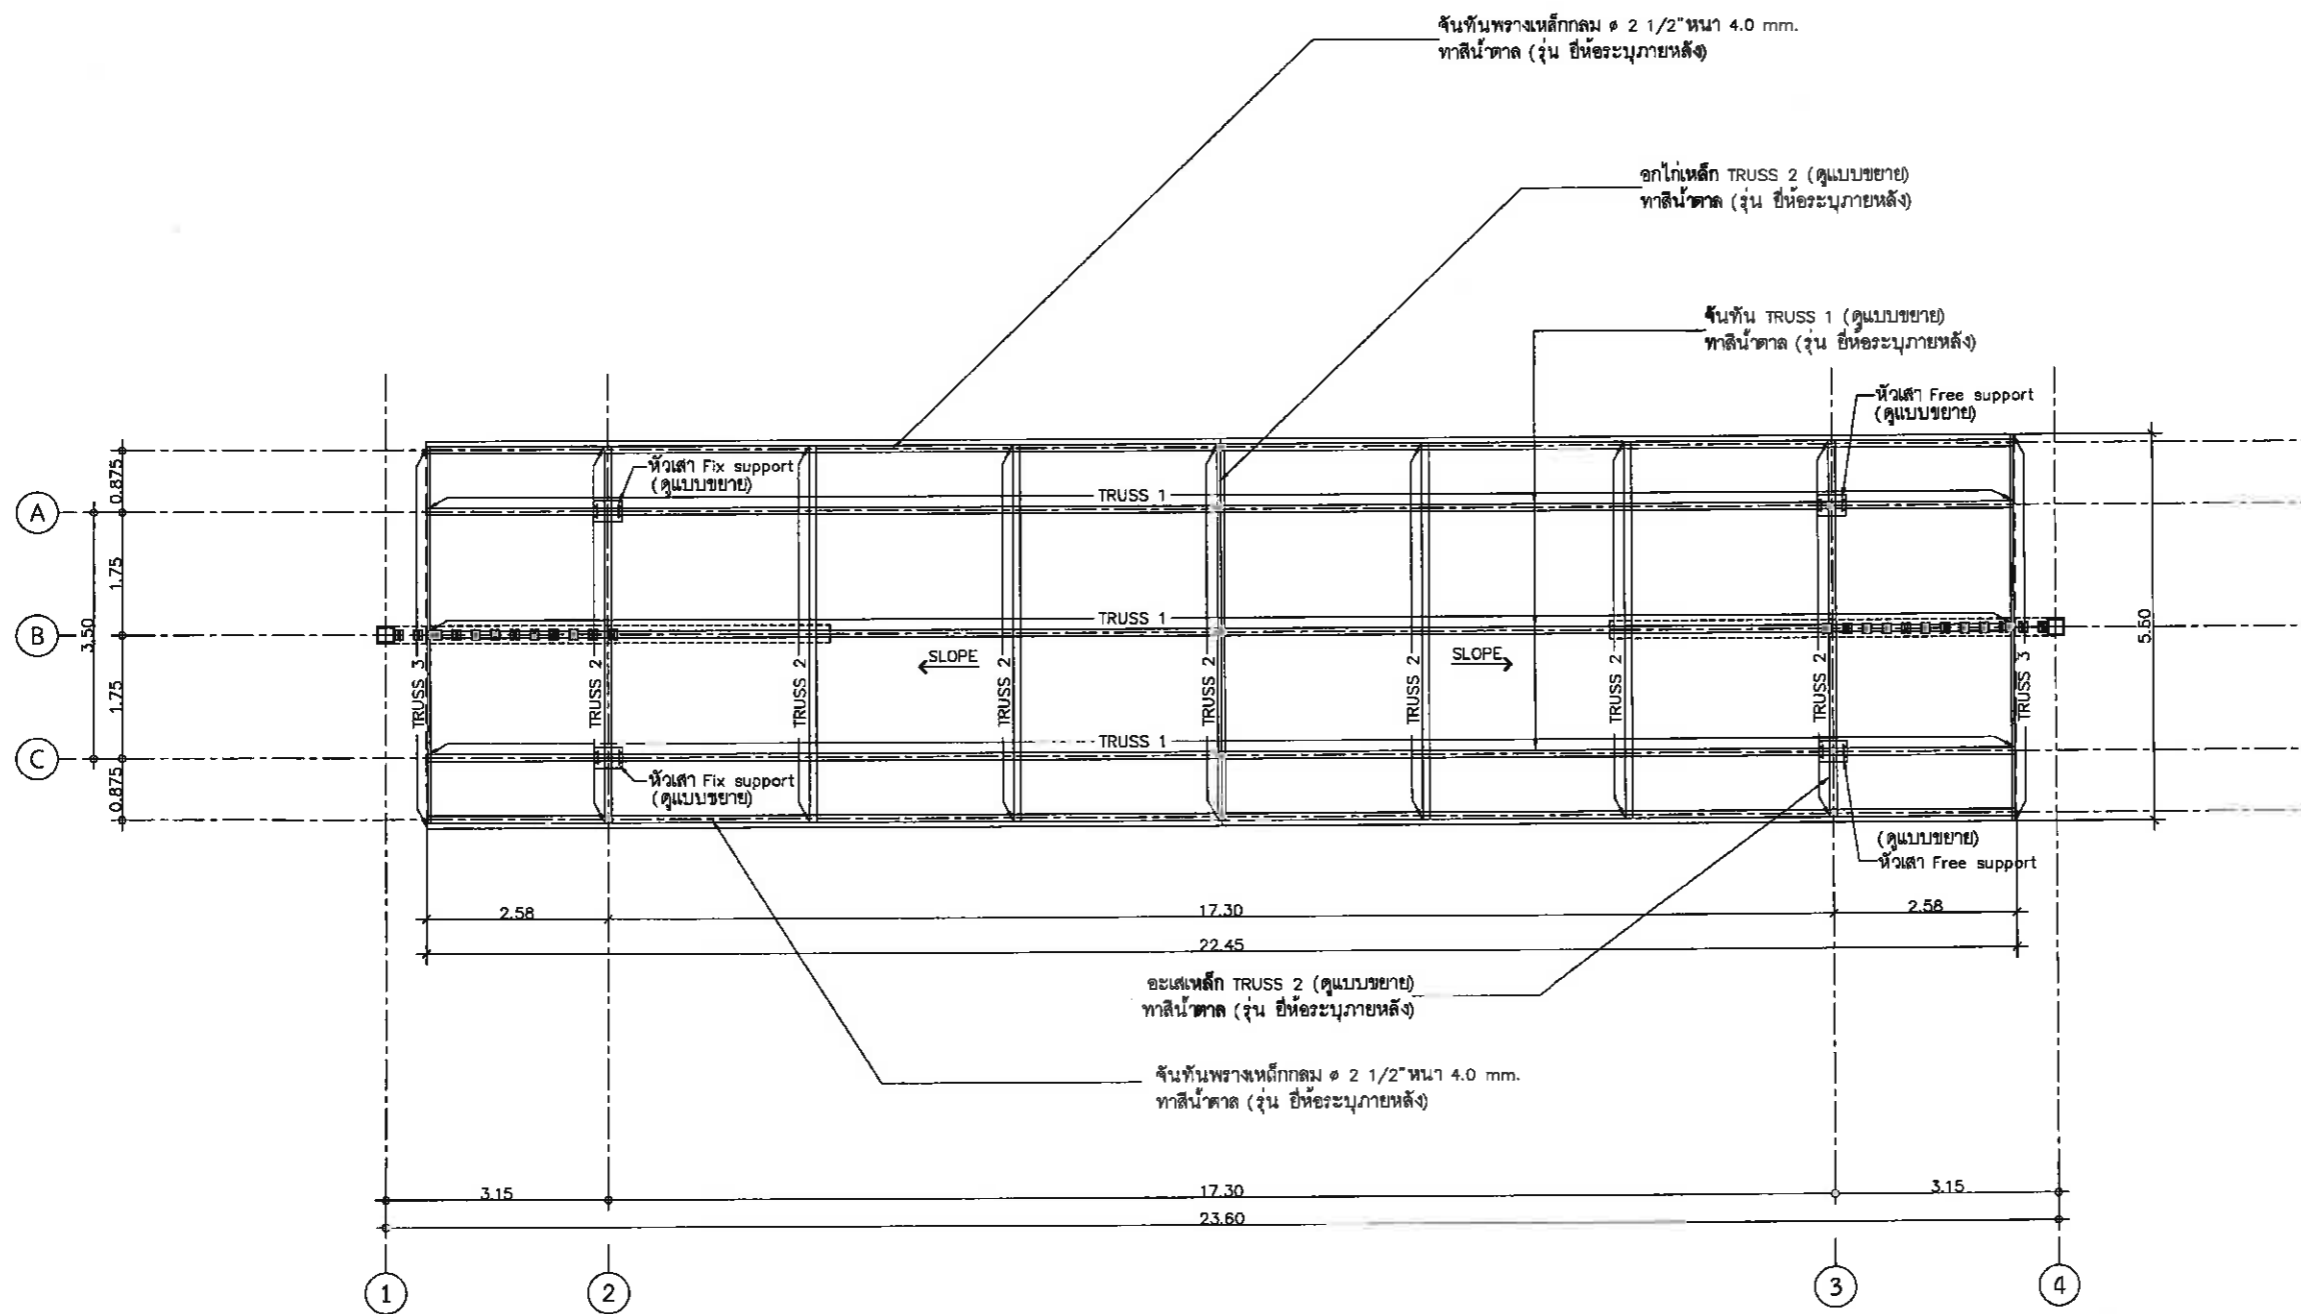 จันทันพรางเหล็กกลม ø 2 1/2"หนา 4.0 mm.
ทาสีน้ำตาล (รุ่น ยี่ห้อระบุภายหลัง)
อกไก่เหล็ก TRUSS 2 (ดูแบบขยาย)
ทาสีน้ำตาล (รุ่น ยี่ห้อระบุภายหลัง)
จันทัน TRUSS 1 (ดูแบบขยาย)
ทาสีน้ำตาล (รุ่น ยี่ห้อระบุภายหลัง)
หัวเสา Free support
(ดูแบบขยาย)
หัวเสา Fix support
(ดูแบบขยาย)
0.875
A
TRUSS 1
1.75
3.50
B
TRUSS 1
5.50
SLOPE
SLOPE
TRUSS 3
TRUSS 2
TRUSS 2
TRUSS 2
TRUSS 2
TRUSS 2
TRUSS 2
TRUSS 2
TRUSS 3
1.75
C
TRUSS 1
0.875
หัวเสา Fix support
(ดูแบบขยาย)
(ดูแบบขยาย)
หัวเสา Free support
2.58
17.30
2.58
22.45
อะเสเหล็ก TRUSS 2 (ดูแบบขยาย)
ทาสีน้ำตาล (รุ่น ยี่ห้อระบุภายหลัง)
จันทันพรางเหล็กกลม ø 2 1/2"หนา 4.0 mm.
ทาสีน้ำตาล (รุ่น ยี่ห้อระบุภายหลัง)
3.15
17.30
3.15
23.60
1
2
3
4